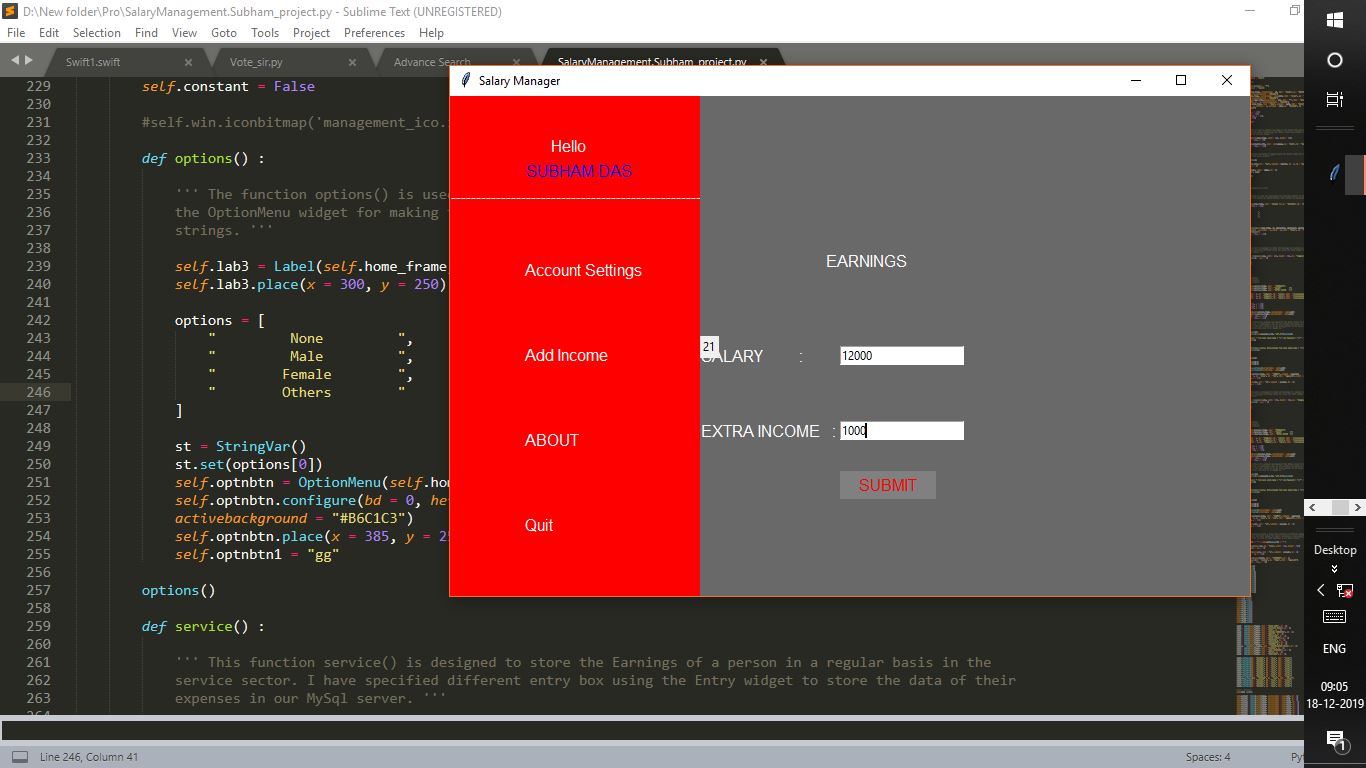 D:\New folder\Pro\SalaryManagement.Subham_project.py - Sublime Text (UNREGISTERED)
File Edit Selection Find View Goto Tools Project Preferences Help
Swift1.swift Vote_sir.py Advance Search SalaryManagement.Subham_project.py
229 self.constant = False
230
231 #self.win.iconbitmap('management_ico.
232
233 def options() :
234
235 ''' The function options() is used
236 the OptionMenu widget for making
237 strings. '''
238
239 self.lab3 = Label(self.home_frame,
240 self.lab3.place(x = 300, y = 250)
241
242 options = [
243 " None ",
244 " Male ",
245 " Female ",
246 " Others "
247 ]
248
249 st = StringVar()
250 st.set(options[0])
251 self.optnbtn = OptionMenu(self.hom
252 self.optnbtn.configure(bd = 0, he
253 activebackground = "#B6C1C3")
254 self.optnbtn.place(x = 385, y = 25
255 self.optnbtn1 = "gg"
256
257 options()
258
259 def service() :
260
261 ''' This function service() is designed to store the Earnings of a person in a regular basis in the
262 service sector. I have specified different entry box using the Entry widget to store the data of their
263 expenses in our MySql server. '''
Salary Manager
Hello
SUBHAM DAS
Account Settings
Add Income
ABOUT
Quit
EARNINGS
21
SALARY : 12000
EXTRA INCOME : 1000
SUBMIT
Line 246, Column 41 Spaces: 4 Py
Desktop
ENG
09:05
18-12-2019
1